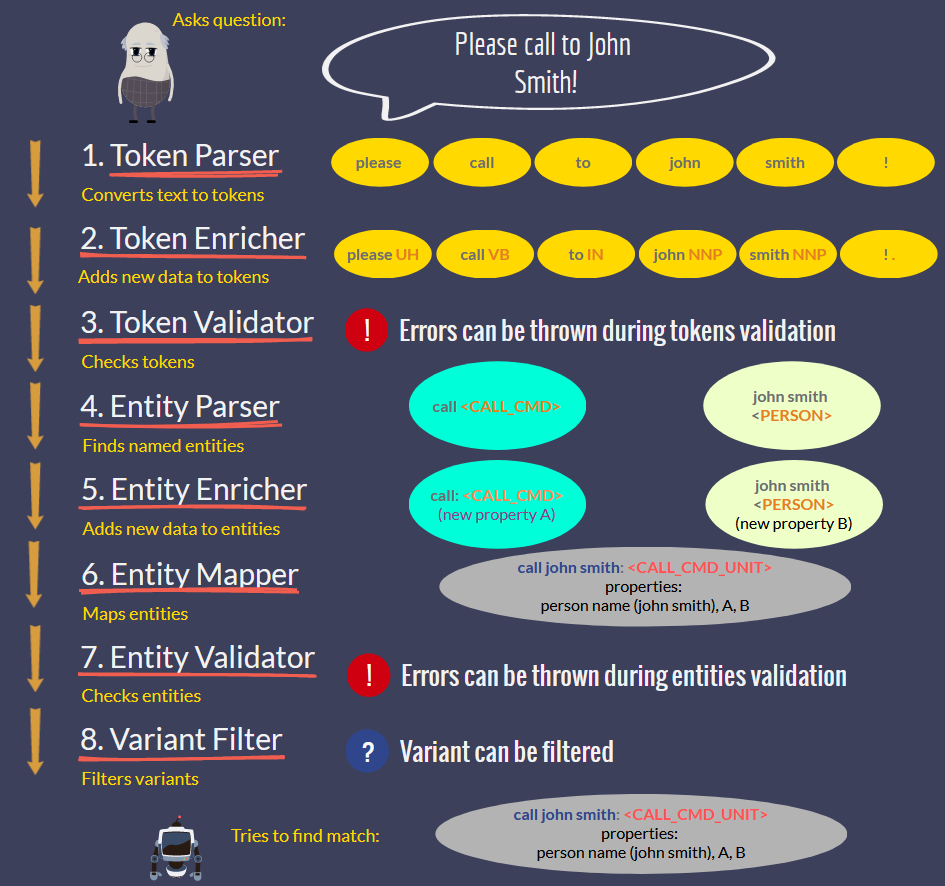 Asks question:
Please call to John
Smith!
1. Token Parser
Converts text to tokens
please
call
to
john
smith
!
2. Token Enricher
Adds new data to tokens
please UH
call VB
to IN
john NNP
smith NNP
! .
3. Token Validator
Checks tokens
!
Errors can be thrown during tokens validation
4. Entity Parser
Finds named entities
call <CALL_CMD>
john smith
<PERSON>
5. Entity Enricher
Adds new data to entities
call: <CALL_CMD>
(new property A)
john smith
<PERSON>
(new property B)
6. Entity Mapper
Maps entities
call john smith: <CALL_CMD_UNIT>
properties:
person name (john smith), A, B
7. Entity Validator
Checks entities
!
Errors can be thrown during entities validation
8. Variant Filter
Filters variants
?
Variant can be filtered
Tries to find match:
call john smith: <CALL_CMD_UNIT>
properties:
person name (john smith), A, B